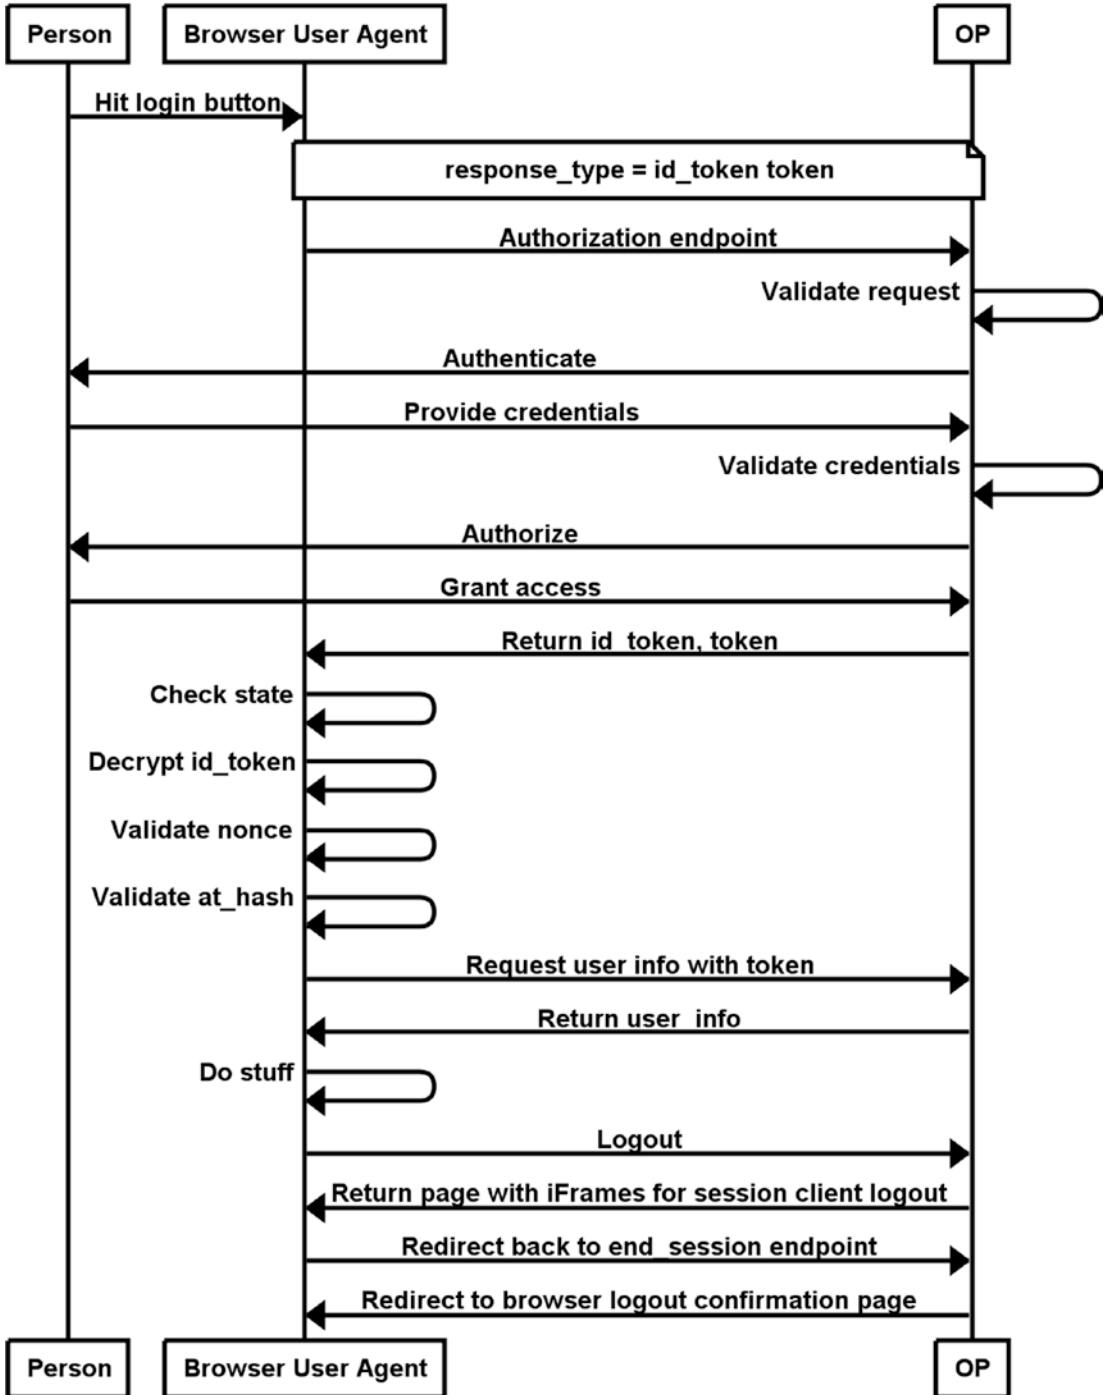 Person
Browser User Agent
OP
Hit login button
response_type = id_token token
Authorization endpoint
Validate request
Authenticate
Provide credentials
Validate credentials
Authorize
Grant access
Return id_token, token
Check state
Decrypt id_token
Validate nonce
Validate at_hash
Request user info with token
Return user_info
Do stuff
Logout
Return page with iFrames for session client logout
Redirect back to end_session endpoint
Redirect to browser logout confirmation page
Person
Browser User Agent
OP